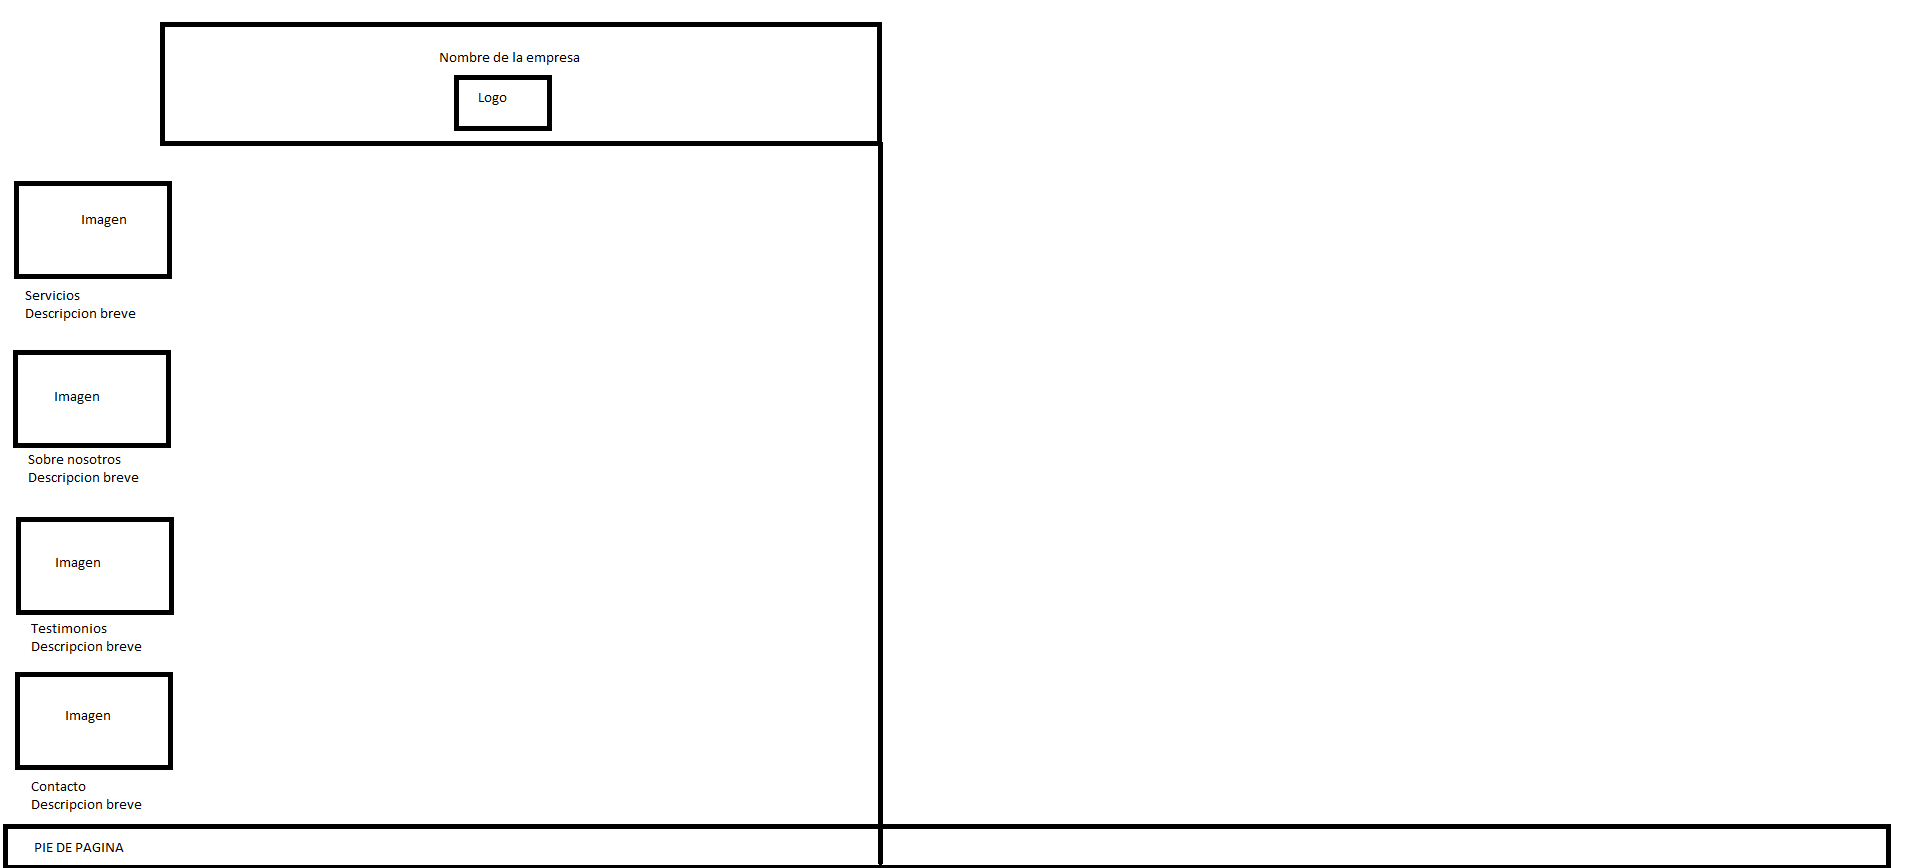 Nombre de la empresa
Logo
Imagen
Servicios
Descripcion breve
Imagen
Sobre nosotros
Descripcion breve
Imagen
Testimonios
Descripcion breve
Imagen
Contacto
Descripcion breve
PIE DE PAGINA